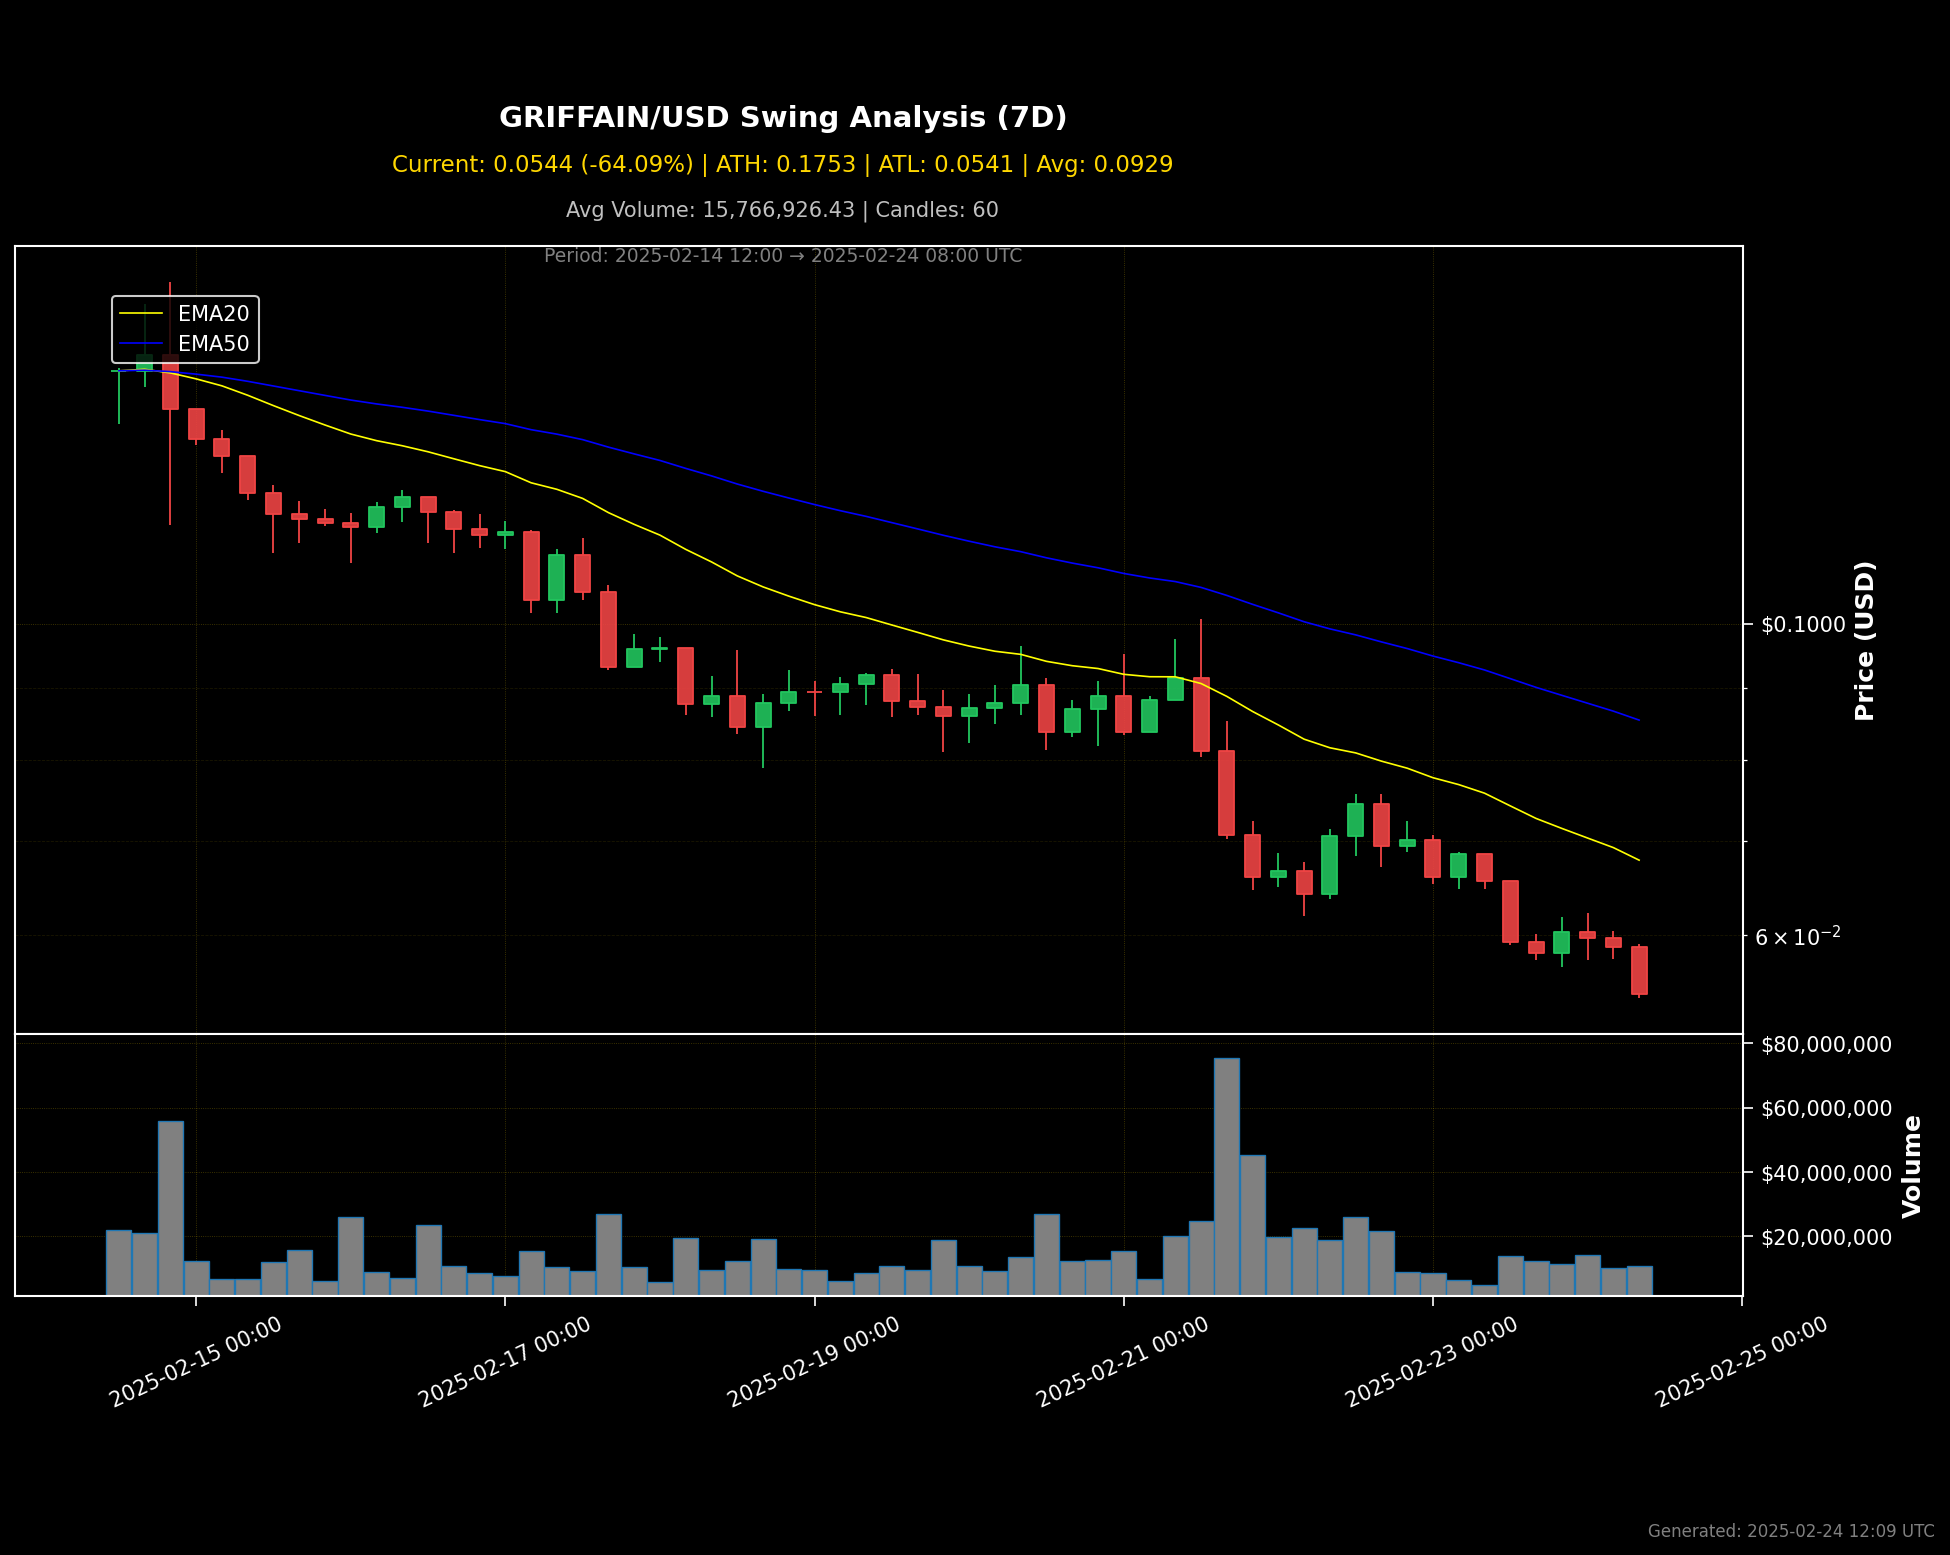 GRIFFAIN/USD Swing Analysis (7D)
Current: 0.0544 (-64.09%) | ATH: 0.1753 | ATL: 0.0541 | Avg: 0.0929
Avg Volume: 15,766,926.43 | Candles: 60
Period: 2025-02-14 12:00 → 2025-02-24 08:00 UTC
EMA20
EMA50
$0.1000
6 × 10⁻²
Price (USD)
$80,000,000
$60,000,000
$40,000,000
$20,000,000
Volume
2025-02-15 00:00
2025-02-17 00:00
2025-02-19 00:00
2025-02-21 00:00
2025-02-23 00:00
2025-02-25 00:00
Generated: 2025-02-24 12:09 UTC